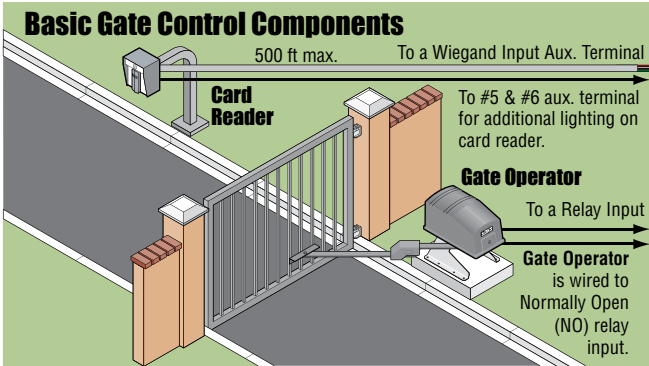 Basic Gate Control Components
500 ft max.
To a Wiegand Input Aux. Terminal
Card
Reader
To #5 & #6 aux. terminal
for additional lighting on
card reader.
Gate Operator
To a Relay Input
Gate Operator
is wired to
Normally Open
(NO) relay
input.